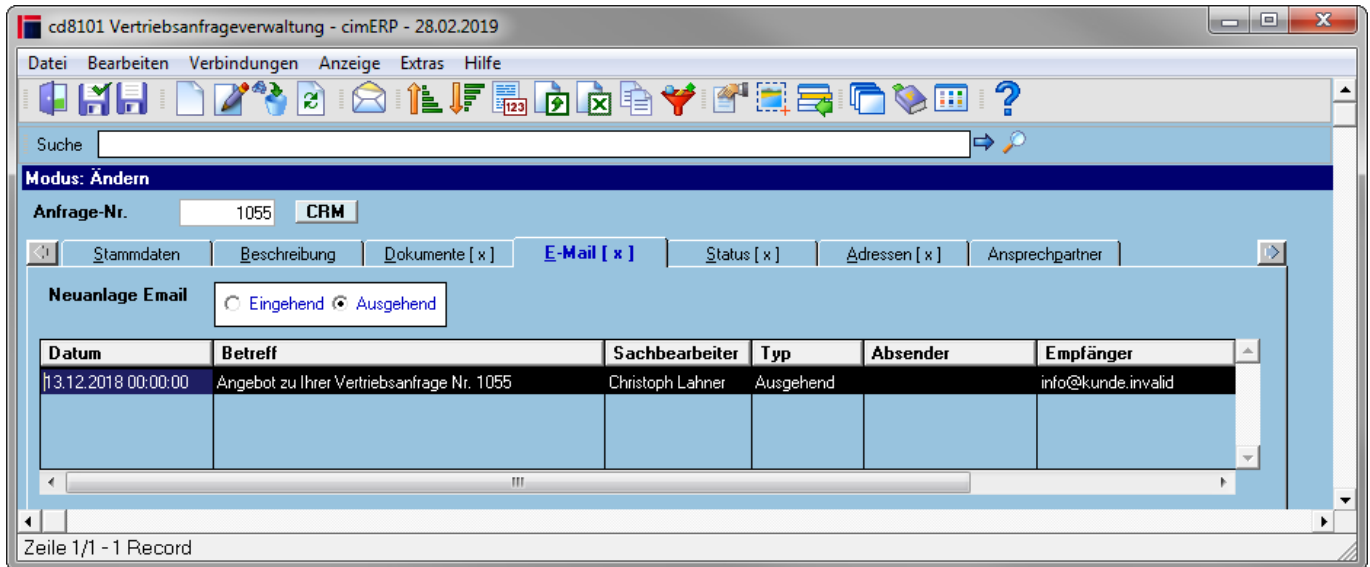 cd8101 Vertriebsanfrageverwaltung - cimERP - 28.02.2019
Datei Bearbeiten Verbindungen Anzeige Extras Hilfe
123
Suche
Modus: Ändern
Anfrage-Nr. 1055 CRM
Stammdaten Beschreibung Dokumente [ x ] E-Mail [ x ] Status [ x ] Adressen [ x ] Ansprechpartner
Neuanlage Email Eingehend Ausgehend
Datum Betreff Sachbearbeiter Typ Absender Empfänger
13.12.2018 00:00:00 Angebot zu Ihrer Vertriebsanfrage Nr. 1055 Christoph Lahner Ausgehend info@kunde.invalid
Zeile 1/1 - 1 Record